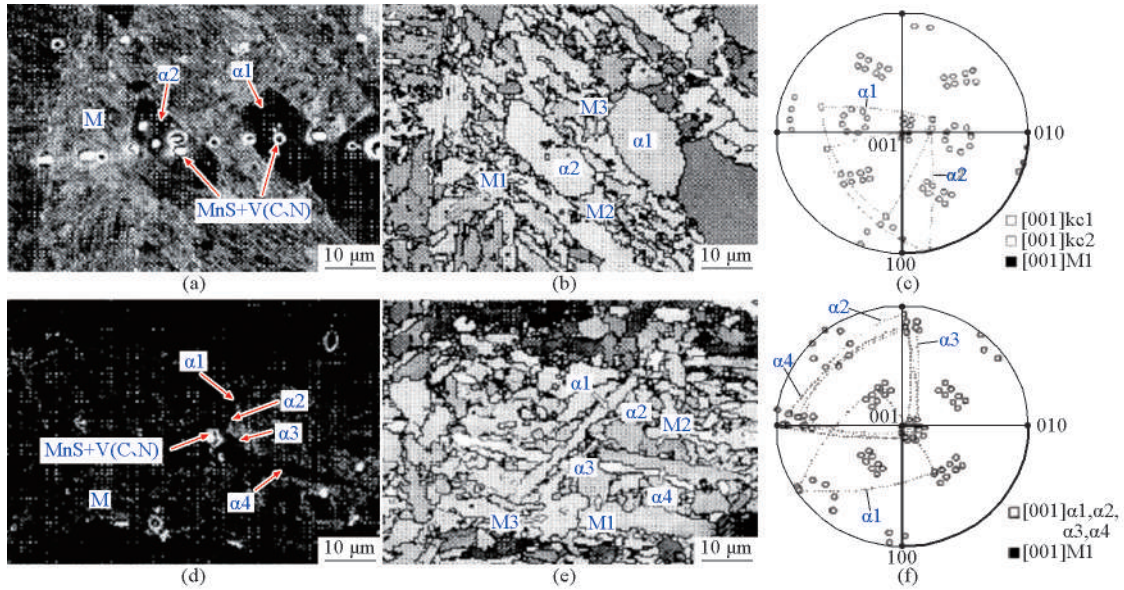 α2
α1
M
MnS+V(C、N)
10 μm
(a)
M3
α1
α2
M1
M2
10 μm
(b)
α1
001
010
α2
100
[001]kc1
[001]kc2
[001]M1
(c)
α1
α2
MnS+V(C、N)
α3
α4
M
10 μm
(d)
α1
α2
M2
α3
α4
M3
M1
10 μm
(e)
α2
α3
α4
001
010
α1
100
[001]α1,α2,
α3,α4
[001]M1
(f)